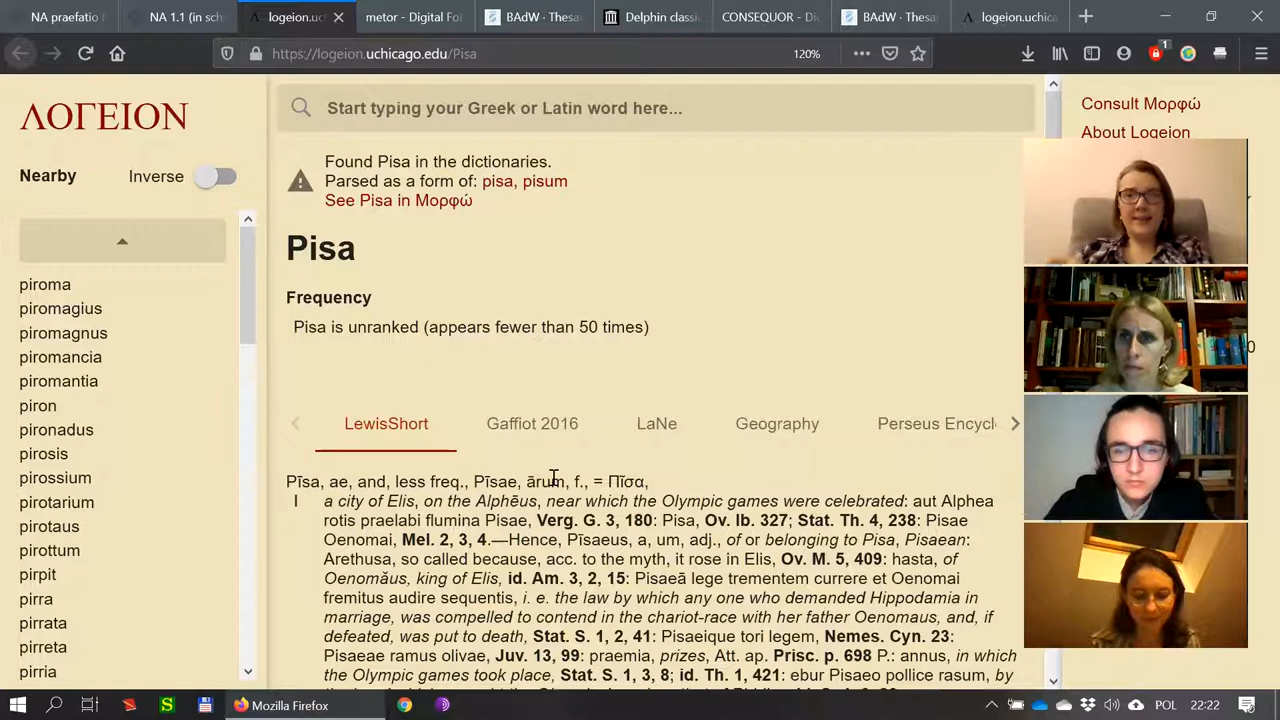 NA praefatio f
NA 1.1 (in sch
logeion.uc
metor - Digital Fo
BAdW · Thesa
Delphin classi
CONSEQUOR - Di
BAdW · Thesa
logeion.uchica
https://logeion.uchicago.edu/Pisa
120%
1
ΛΟΓΕΙΟΝ
Start typing your Greek or Latin word here...
Consult Μορφώ
About Logeion
Nearby
Inverse
Found Pisa in the dictionaries.
Parsed as a form of: pisa, pisum
See Pisa in Μορφώ
Pisa
Frequency
Pisa is unranked (appears fewer than 50 times)
0
piroma
piromagius
piromagnus
piromancia
piromantia
piron
pironadus
pirosis
pirossium
pirotarium
pirotaus
pirottum
pirpit
pirra
pirrata
pirreta
pirria
LewisShort
Gaffiot 2016
LaNe
Geography
Perseus Encycl
Pīsa, ae, and, less freq., Pīsae, ārum, f., = Πῖσα,
I a city of Elis, on the Alphēus, near which the Olympic games were celebrated: aut Alphea
rotis praelabi flumina Pisae, Verg. G. 3, 180: Pisa, Ov. Ib. 327; Stat. Th. 4, 238: Pisae
Oenomai, Mel. 2, 3, 4.—Hence, Pīsaeus, a, um, adj., of or belonging to Pisa, Pisaean:
Arethusa, so called because, acc. to the myth, it rose in Elis, Ov. M. 5, 409: hasta, of
Oenomăus, king of Elis, id. Am. 3, 2, 15: Pisaeā lege trementem currere et Oenomai
fremitus audire sequentis, i. e. the law by which any one who demanded Hippodamia in
marriage, was compelled to contend in the chariot-race with her father Oenomaus, and, if
defeated, was put to death, Stat. S. 1, 2, 41: Pisaeique tori legem, Nemes. Cyn. 23:
Pisaeae ramus olivae, Juv. 13, 99: praemia, prizes, Att. ap. Prisc. p. 698 P.: annus, in which
the Olympic games took place, Stat. S. 1, 3, 8; id. Th. 1, 421: ebur Pisaeo pollice rasum, by
Mozilla Firefox
POL
22:22